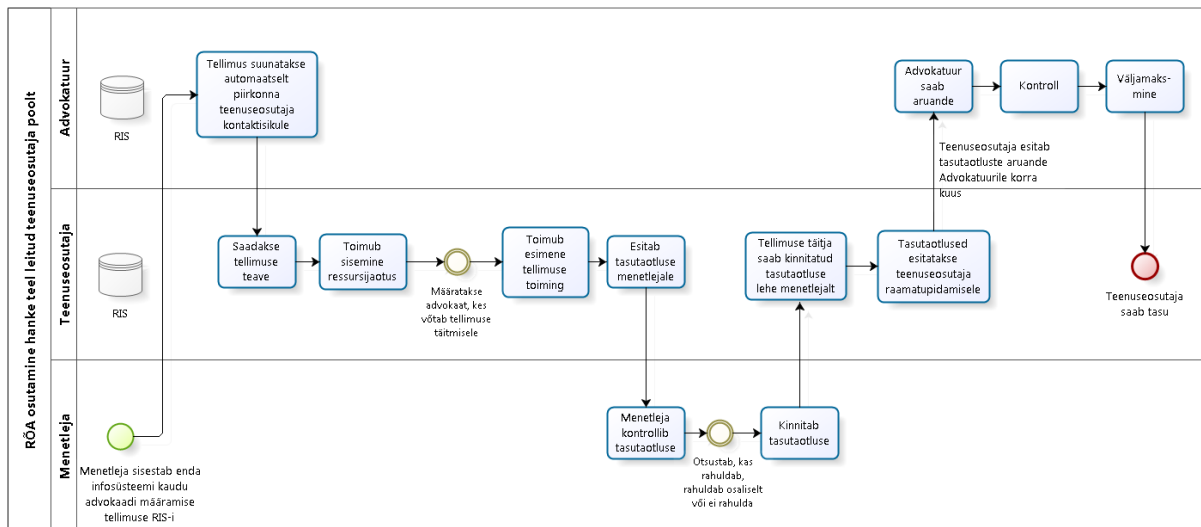 RÕA osutamine hanke teel leitud teenuseosutaja poolt
Advokatuur
RIS
Tellimus suunatakse
automaatselt
piirkonna
teenuseosutaja
kontaktisikule
Advokatuur
saab
aruande
Kontroll
Väljamaks-
mine
Teenuseosutaja esitab
tasutaotluste aruande
Advokatuurile korra
kuus
Teenuseosutaja
RIS
Saadakse
tellimuse
teave
Toimub
sisemine
ressursijaotus
Määratakse
advokaat, kes
võtab tellimuse
täitmisele
Toimub
esimene
tellimuse
toiming
Esitab
tasutaotluse
menetlejale
Tellimuse täitja
saab kinnitatud
tasutaotluse
lehe menetlejalt
Tasutaotlused
esitatakse
teenuseosutaja
raamatupidamisele
Teenuseosutaja
saab tasu
Menetleja
Menetleja sisestab enda
infosüsteemi kaudu
advokaadi määramise
tellimuse RIS-i
Menetleja
kontrollib
tasutaotluse
Otsustab, kas
rahuldab,
rahuldab osaliselt
või ei rahulda
Kinnitab
tasutaotluse